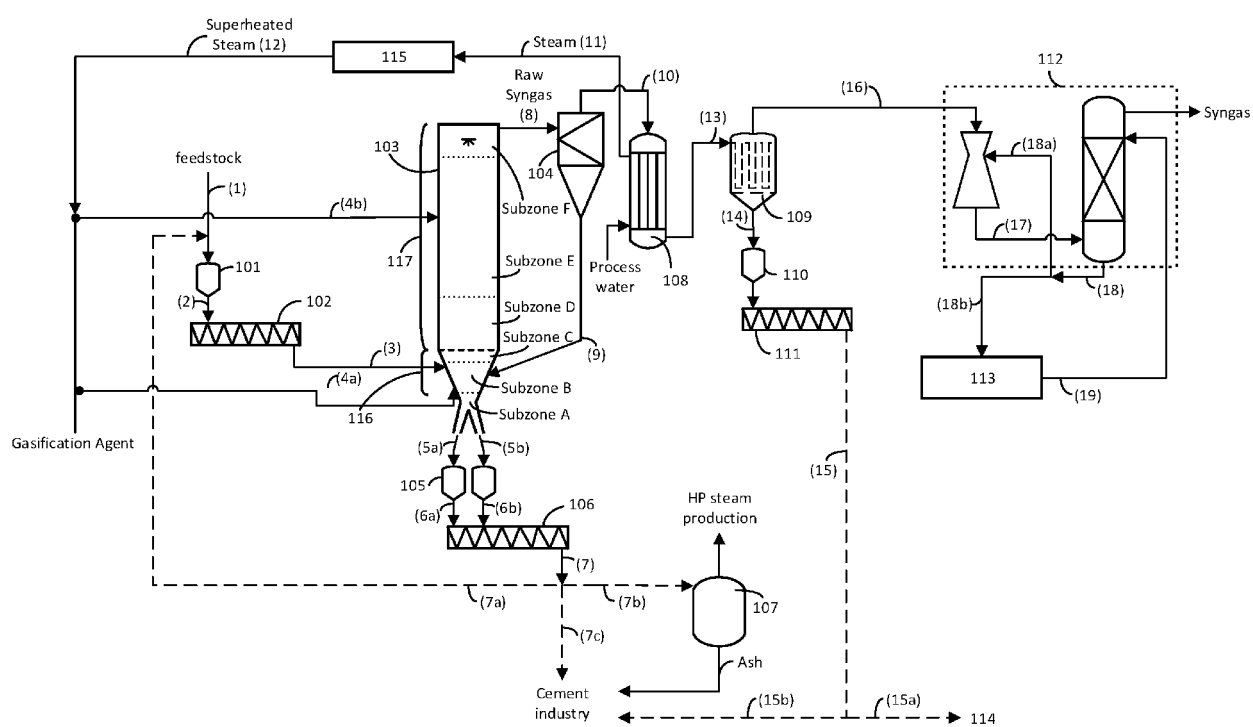 Superheated
Steam (12)
115
Steam (11)
Raw
Syngas
(8)
(10)
(16)
112
Syngas
(13)
(18a)
103
104
feedstock
(1)
(4b)
Subzone F
109
(14)
(17)
117
101
Subzone E
Process
water
108
110
(18)
(18b)
(2)
102
Subzone D
Subzone C
(9)
111
(3)
(4a)
Subzone B
113
(19)
116
Subzone A
Gasification Agent
(5a)
(5b)
(15)
105
(6a)
(6b)
106
HP steam
production
(7)
(7a)
(7b)
107
(7c)
Ash
Cement
industry
(15b)
(15a)
114